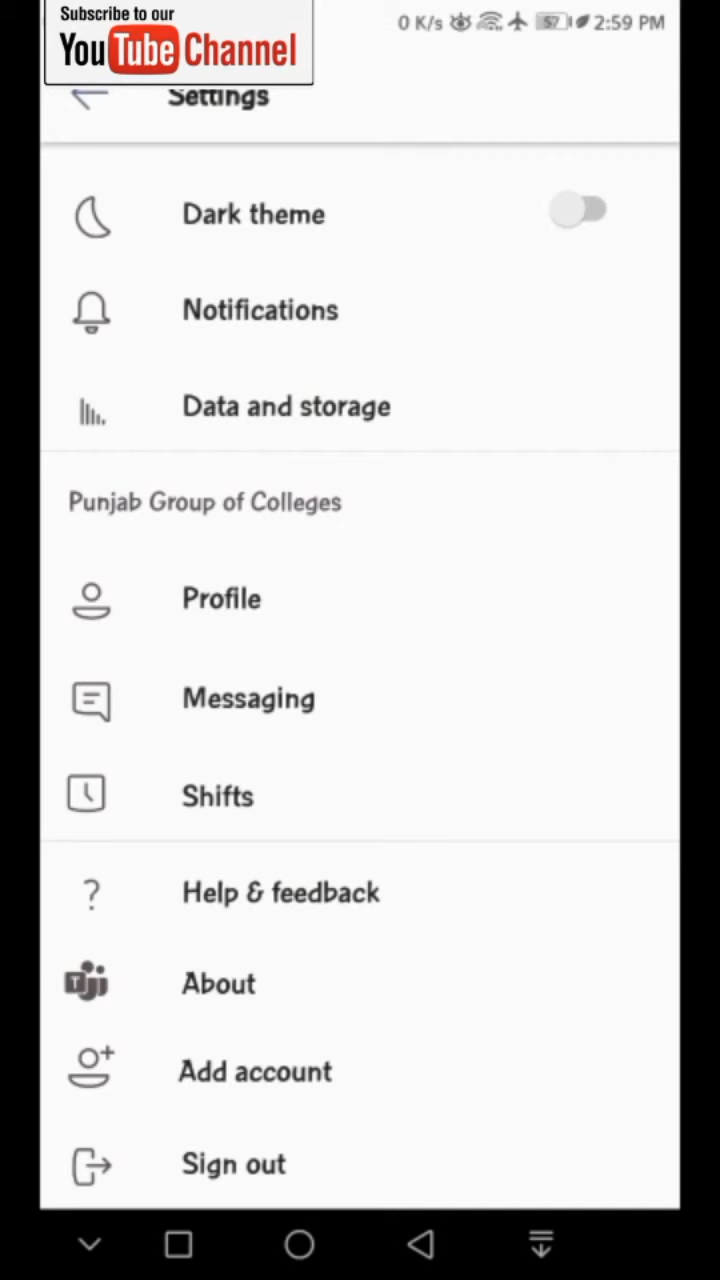 Subscribe to our
YouTube Channel
0 K/s 57 2:59 PM
Settings
Dark theme
Notifications
Data and storage
Punjab Group of Colleges
Profile
Messaging
Shifts
? Help & feedback
T About
Add account
Sign out